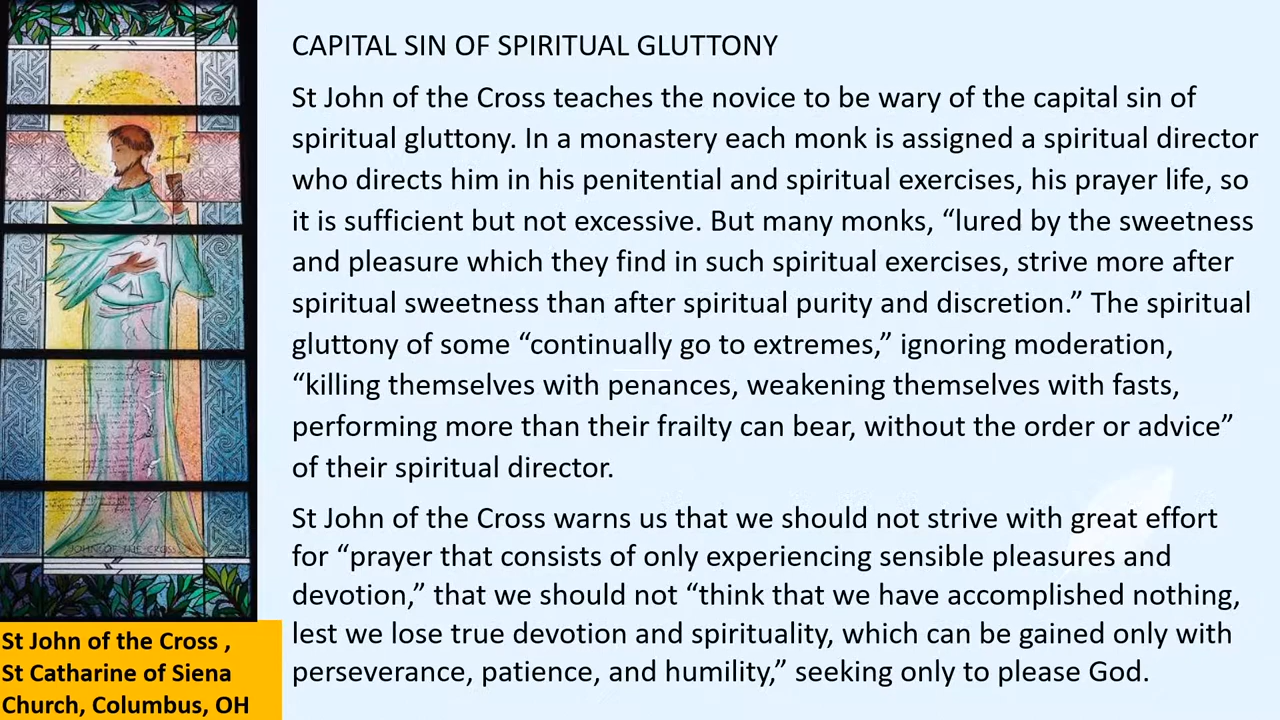 CAPITAL SIN OF SPIRITUAL GLUTTONY
St John of the Cross teaches the novice to be wary of the capital sin of
spiritual gluttony. In a monastery each monk is assigned a spiritual director
who directs him in his penitential and spiritual exercises, his prayer life, so
it is sufficient but not excessive. But many monks, “lured by the sweetness
and pleasure which they find in such spiritual exercises, strive more after
spiritual sweetness than after spiritual purity and discretion.” The spiritual
gluttony of some “continually go to extremes,” ignoring moderation,
“killing themselves with penances, weakening themselves with fasts,
performing more than their frailty can bear, without the order or advice”
of their spiritual director.
St John of the Cross warns us that we should not strive with great effort
for “prayer that consists of only experiencing sensible pleasures and
devotion,” that we should not “think that we have accomplished nothing,
lest we lose true devotion and spirituality, which can be gained only with
perseverance, patience, and humility,” seeking only to please God.
JOHN OF THE CROSS
St John of the Cross ,
St Catharine of Siena
Church, Columbus, OH